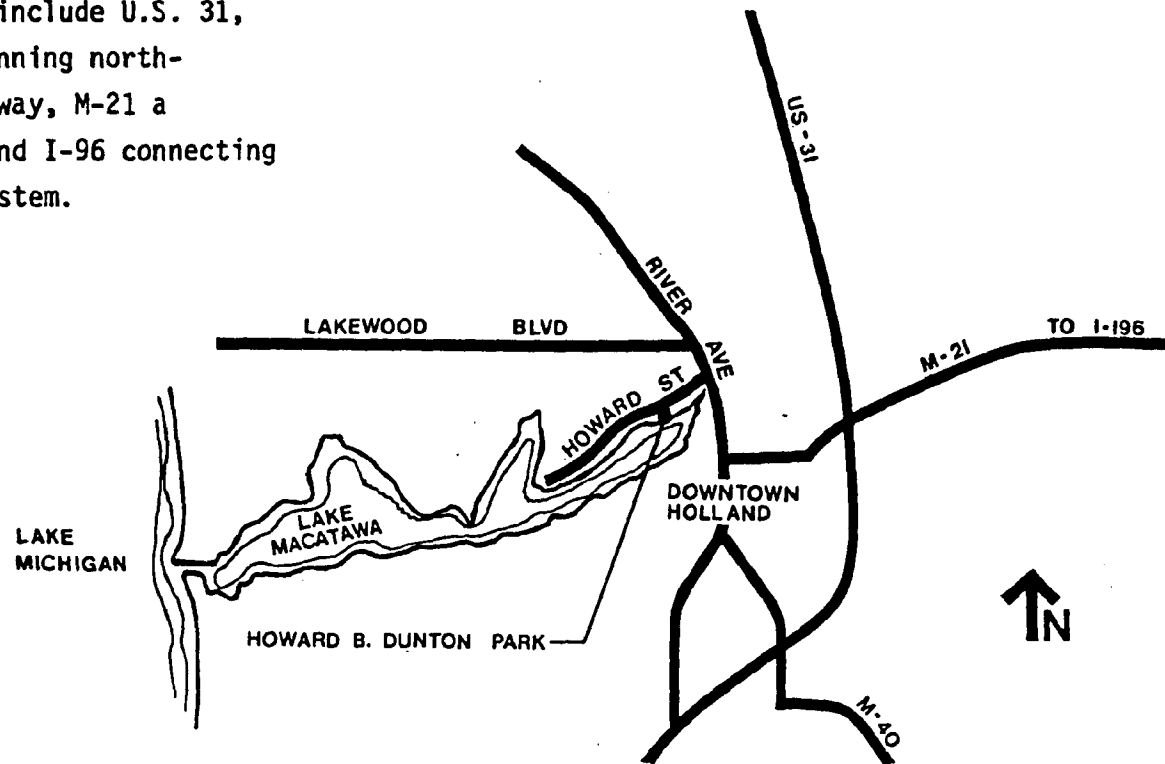 include U.S. 31,
nning north-
way, M-21 a
nd I-96 connecting
stem.
US-31
RIVER AVE
LAKEWOOD BLVD
TO I-196
M-21
HOWARD ST
DOWNTOWN
HOLLAND
LAKE
MACATAWA
LAKE
MICHIGAN
HOWARD B. DUNTON PARK
N
M-40